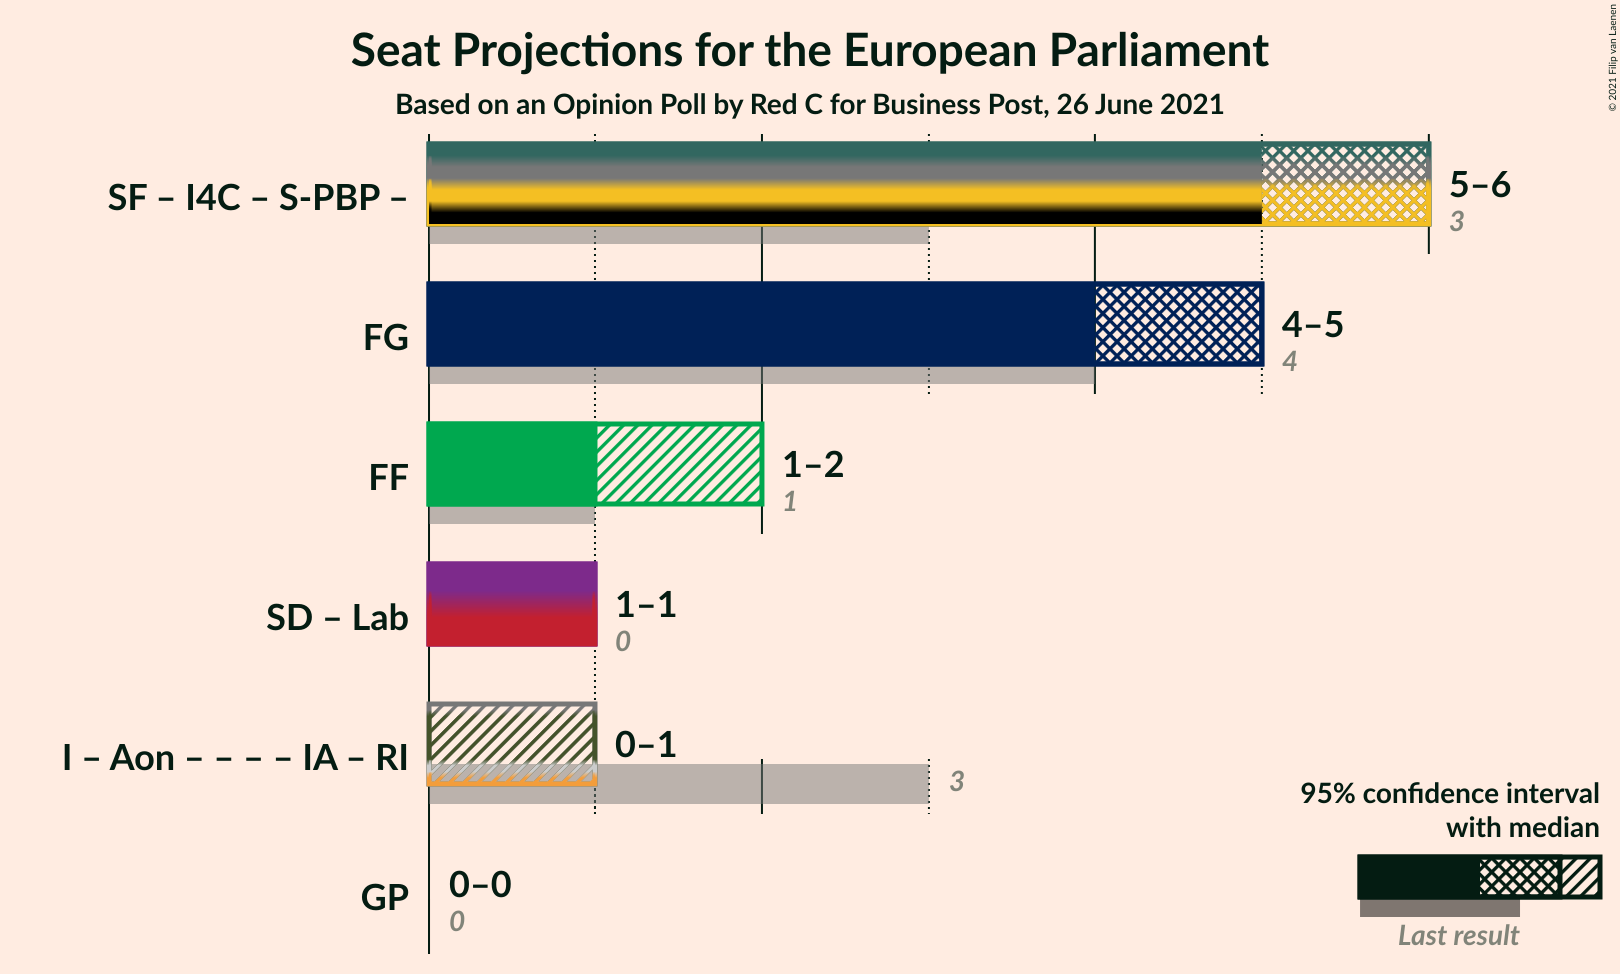 Seat Projections for the European Parliament
Based on an Opinion Poll by Red C for Business Post, 26 June 2021
© 2021 Filip van Laenen
SF – I4C – S-PBP –
5–6
3
FG
4–5
4
FF
1–2
1
SD – Lab
1–1
0
I – Aon – – – – IA – RI
0–1
3
GP
0–0
0
95% confidence interval
with median
Last result